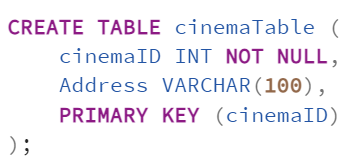 CREATE TABLE cinemaTable (
cinemaID INT NOT NULL,
Address VARCHAR(100),
PRIMARY KEY (cinemaID)
);